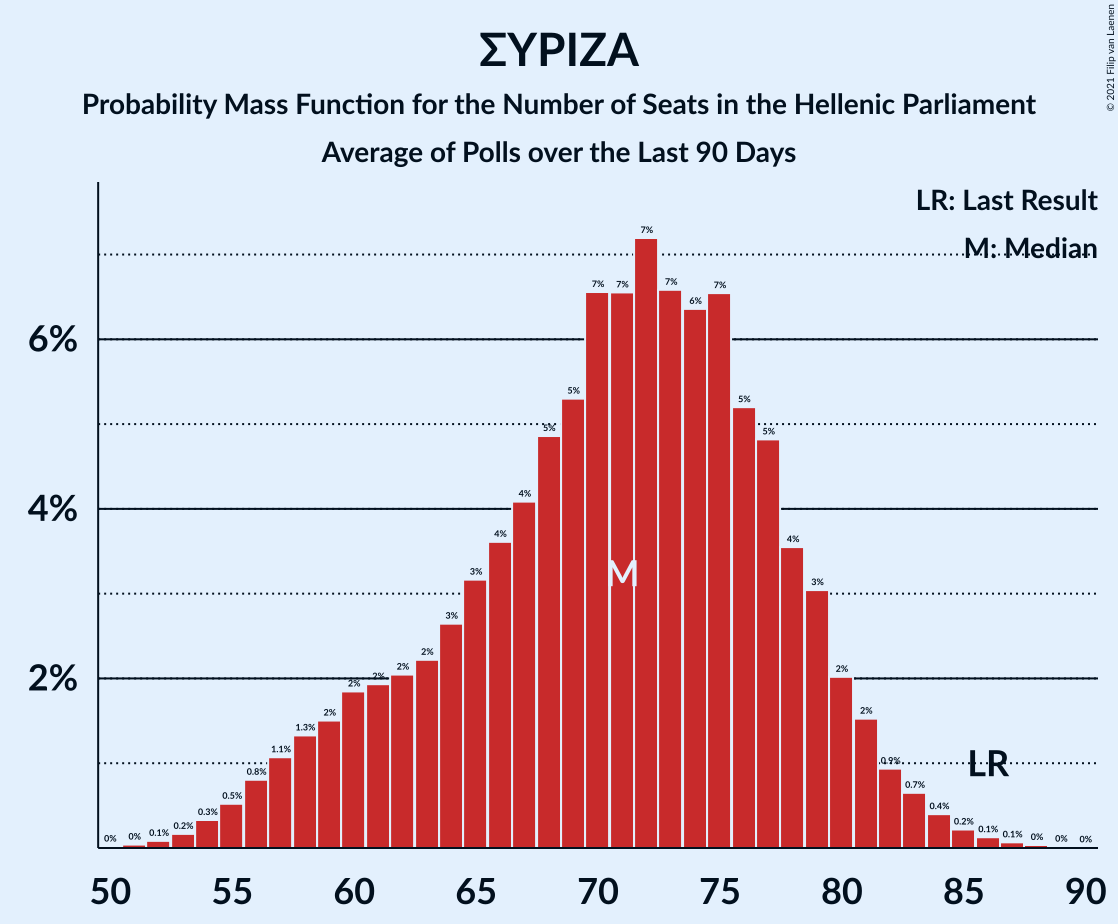 ΣΥΡΙΖΑ
Probability Mass Function for the Number of Seats in the Hellenic Parliament
Average of Polls over the Last 90 Days
© 2021 Filip van Laenen
LR: Last Result
M: Median
6%
4%
2%
0% 0% 0.1% 0.2% 0.3% 0.5% 0.8% 1.1% 1.3% 2% 2% 2% 2% 2% 3% 3% 4% 4% 5% 5% 7% 7% 7% 7% 6% 7% 5% 5% 4% 3% 2% 2% 0.9% 0.7% 0.4% 0.2% 0.1% 0.1% 0% 0% 0%
M
LR
50 55 60 65 70 75 80 85 90